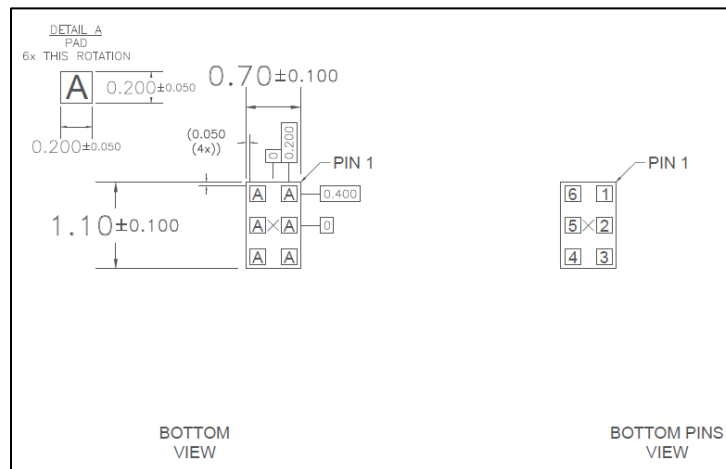 DETAIL A
PAD
6x THIS ROTATION
A
0.200±0.050
0.200±0.050
0.70±0.100
(0.050
(4x))
0
0.200
PIN 1
A A
0.400
1.10±0.100
A A
0
A A
PIN 1
6 1
5 2
4 3
BOTTOM
VIEW
BOTTOM PINS
VIEW